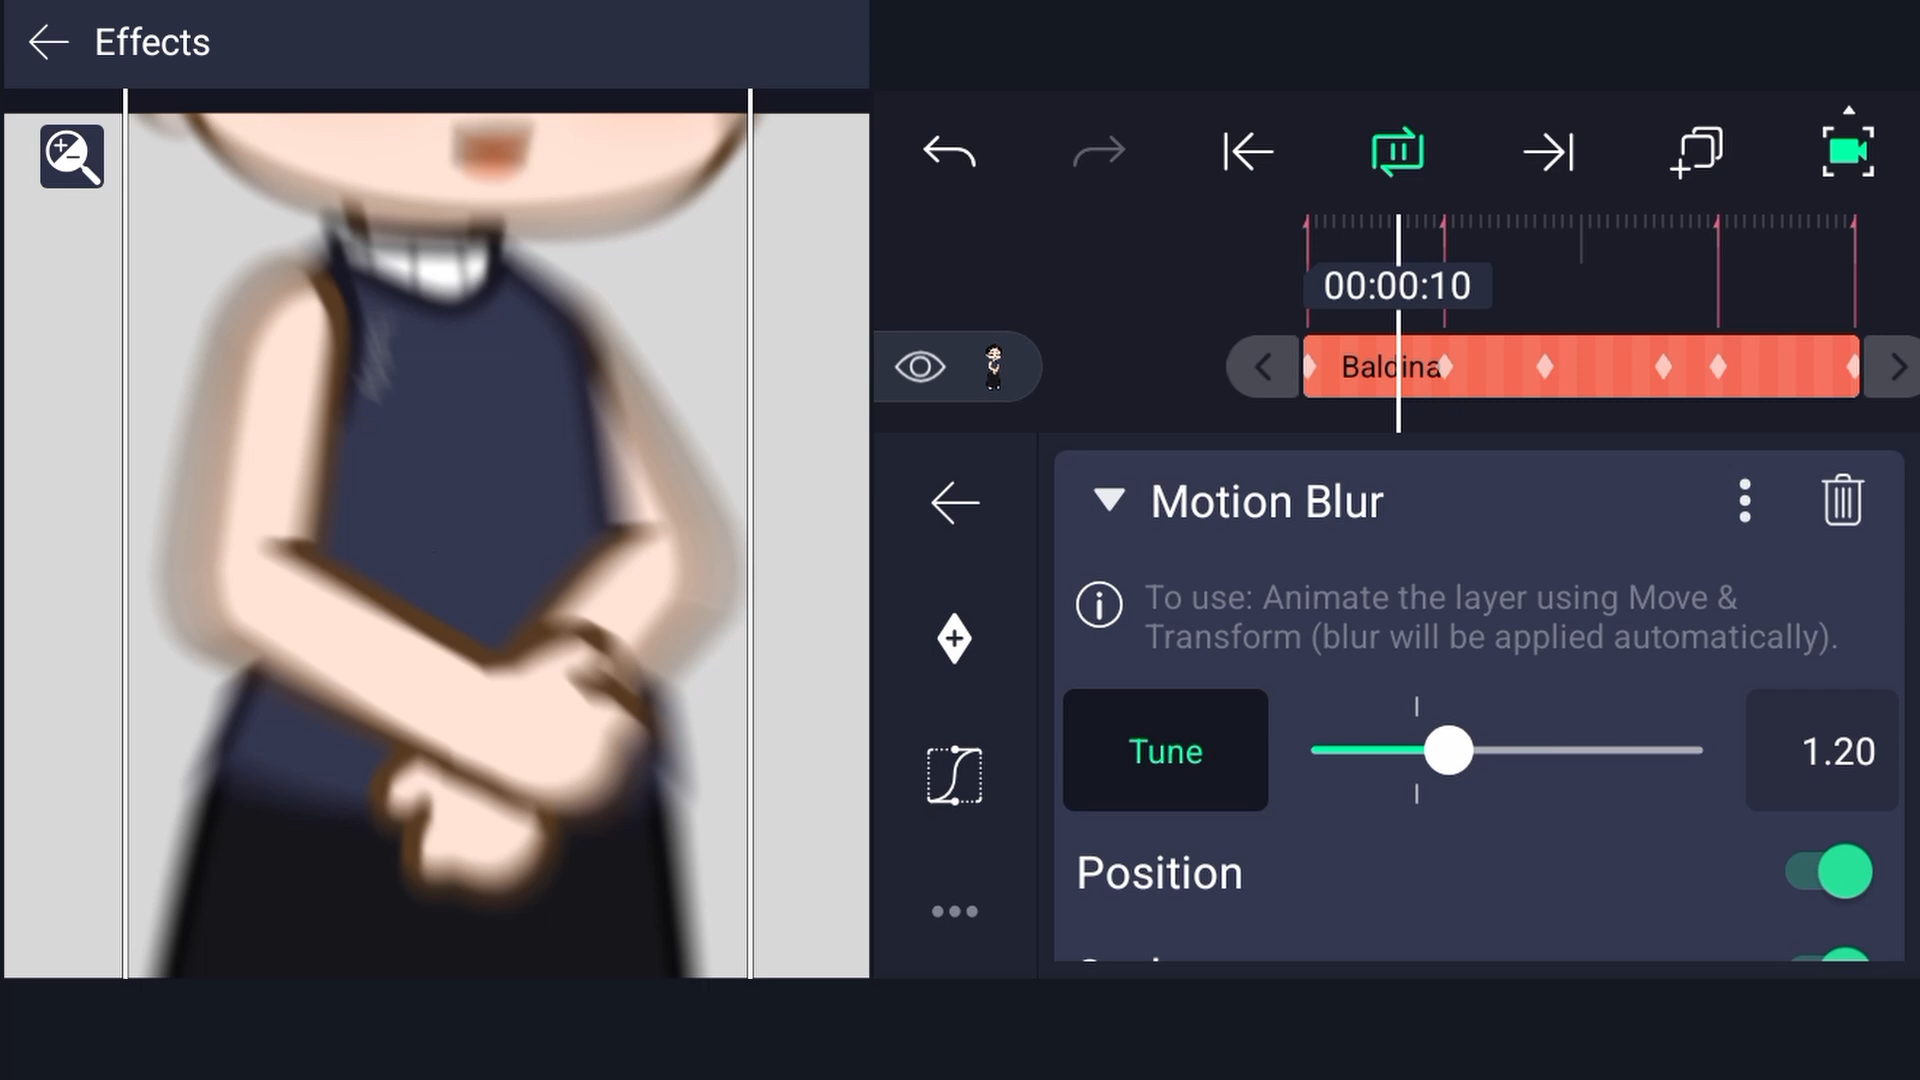 Effects
00:00:10
Baldina
Motion Blur
To use: Animate the layer using Move &
Transform (blur will be applied automatically).
Tune
1.20
Position